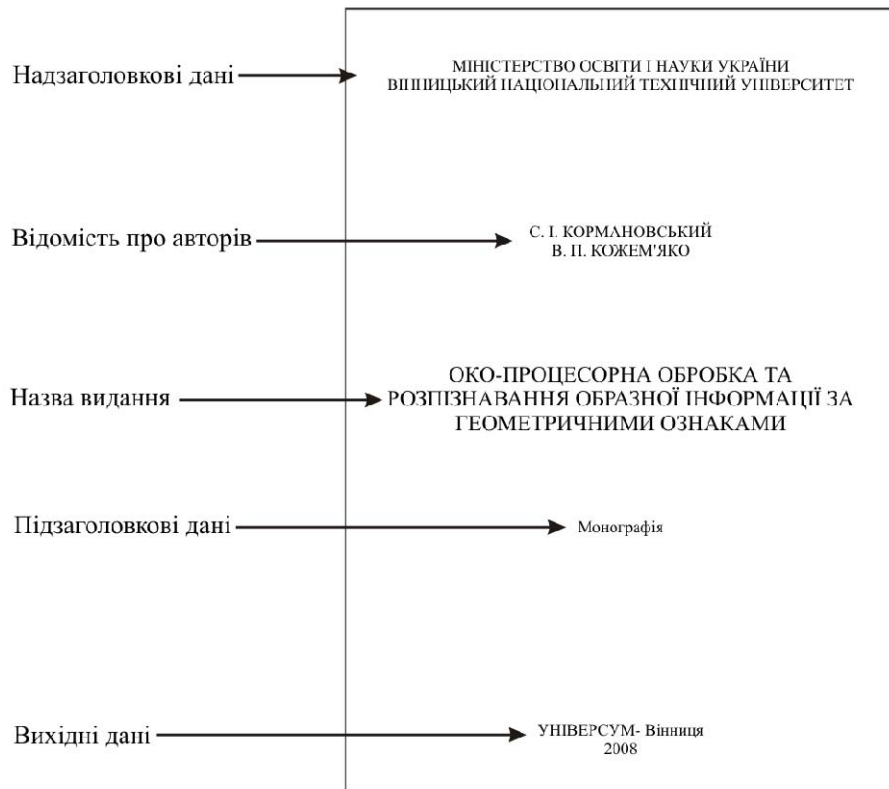 Надзаголовкові дані
МІНІСТЕРСТВО ОСВІТИ І НАУКИ УКРАЇНИ
ВІННИЦЬКИЙ НАЦІОНАЛЬНИЙ ТЕХНІЧНИЙ УНІВЕРСИТЕТ
Відомість про авторів
С. І. КОРМАНОВСЬКИЙ
В. П. КОЖЕМ'ЯКО
Назва видання
ОКО-ПРОЦЕСОРНА ОБРОБКА ТА
РОЗПІЗНАВАННЯ ОБРАЗНОЇ ІНФОРМАЦІЇ ЗА
ГЕОМЕТРИЧНИМИ ОЗНАКАМИ
Підзаголовкові дані
Монографія
Вихідні дані
УНІВЕРСУМ- Вінниця
2008